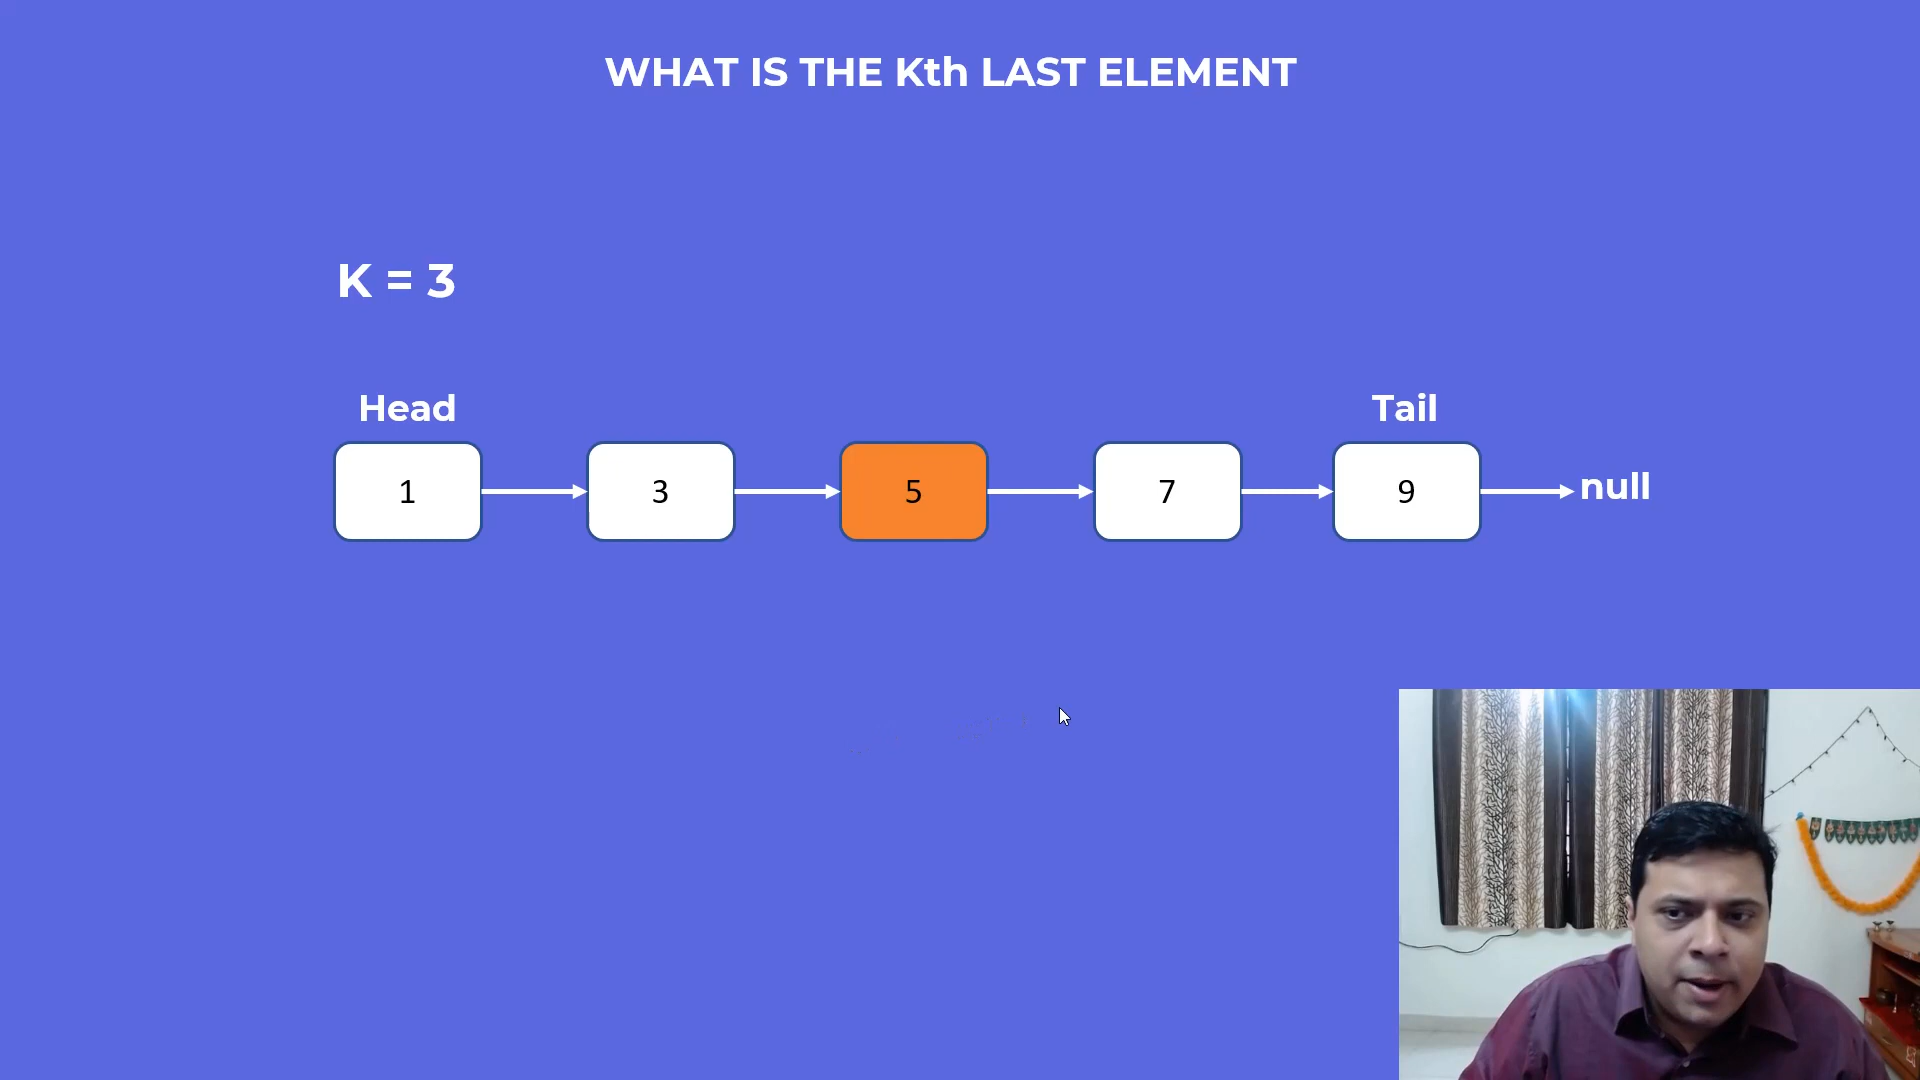 WHAT IS THE Kth LAST ELEMENT
K = 3
Head Tail
1 3 5 7 9 null